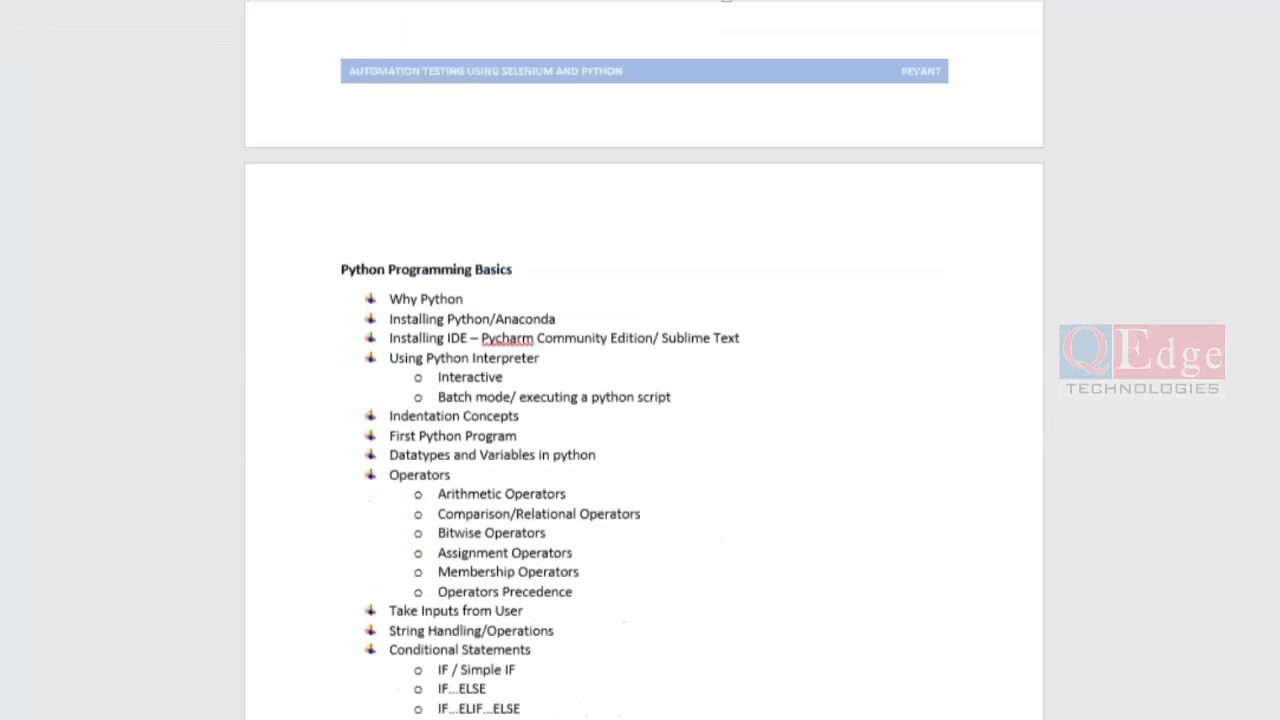 AUTOMATION TESTING USING SELENIUM AND PYTHON REVANT
Python Programming Basics
Why Python
Installing Python/Anaconda
Installing IDE – Pycharm Community Edition/ Sublime Text
Using Python Interpreter
Interactive
Batch mode/ executing a python script
Indentation Concepts
First Python Program
Datatypes and Variables in python
Operators
Arithmetic Operators
Comparison/Relational Operators
Bitwise Operators
Assignment Operators
Membership Operators
Operators Precedence
Take Inputs from User
String Handling/Operations
Conditional Statements
IF / Simple IF
IF...ELSE
IF...ELIF...ELSE
QEdge
TECHNOLOGIES